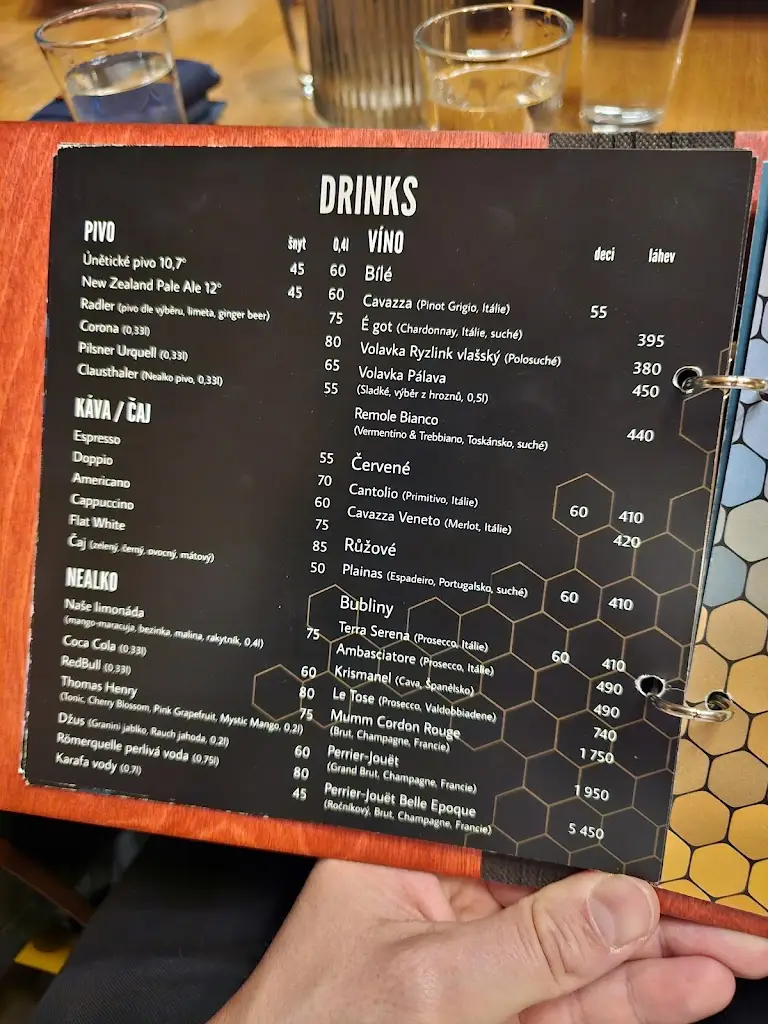 DRINKS
PIVO šnyt 0,4l
Únětické pivo 10,7° 45 60
New Zealand Pale Ale 12° 45 60
Radler (pivo dle výběru, limeta, ginger beer) 75
Corona (0,33l) 80
Pilsner Urquell (0,33l) 65
Clausthaler (Nealko pivo, 0,33l) 55
KÁVA / ČAJ
Espresso 55
Doppio 70
Americano 60
Cappuccino 75
Flat White 85
Čaj (zelený, černý, ovocný, mátový) 50
NEALKO
Naše limonáda
(mango-maracuja, bezinka, malina, rakytník, 0,4l) 75
Coca Cola (0,33l) 60
RedBull (0,33l) 80
Thomas Henry
(Tonic, Cherry Blossom, Pink Grapefruit, Mystic Mango, 0,2l) 75
Džus (Granini jablko, Rauch jahoda, 0,2l) 60
Römerquelle perlivá voda (0,75l) 80
Karafa vody (0,7l) 45
VÍNO deci láhev
Bílé
Cavazza (Pinot Grigio, Itálie) 55
É got (Chardonnay, Itálie, suché) 395
Volavka Ryzlink vlašský (Polosuché) 380
Volavka Pálava 450
(Sladké, výběr z hroznů, 0,5l)
Remole Bianco 440
(Vermentino & Trebbiano, Toskánsko, suché)
Červené
Cantolio (Primitivo, Itálie) 60 410
Cavazza Veneto (Merlot, Itálie) 420
Růžové
Plainas (Espadeiro, Portugalsko, suché) 60 410
Bubliny
Terra Serena (Prosecco, Itálie) 60 410
Ambasciatore (Prosecco, Itálie) 490
Krismanel (Cava, Španělsko) 490
Le Tose (Prosecco, Valdobbiadene) 740
Mumm Cordon Rouge 1 750
(Brut, Champagne, Francie)
Perrier-Jouët 1 950
(Grand Brut, Champagne, Francie)
Perrier-Jouët Belle Epoque 5 450
(Ročníkový, Brut, Champagne, Francie)